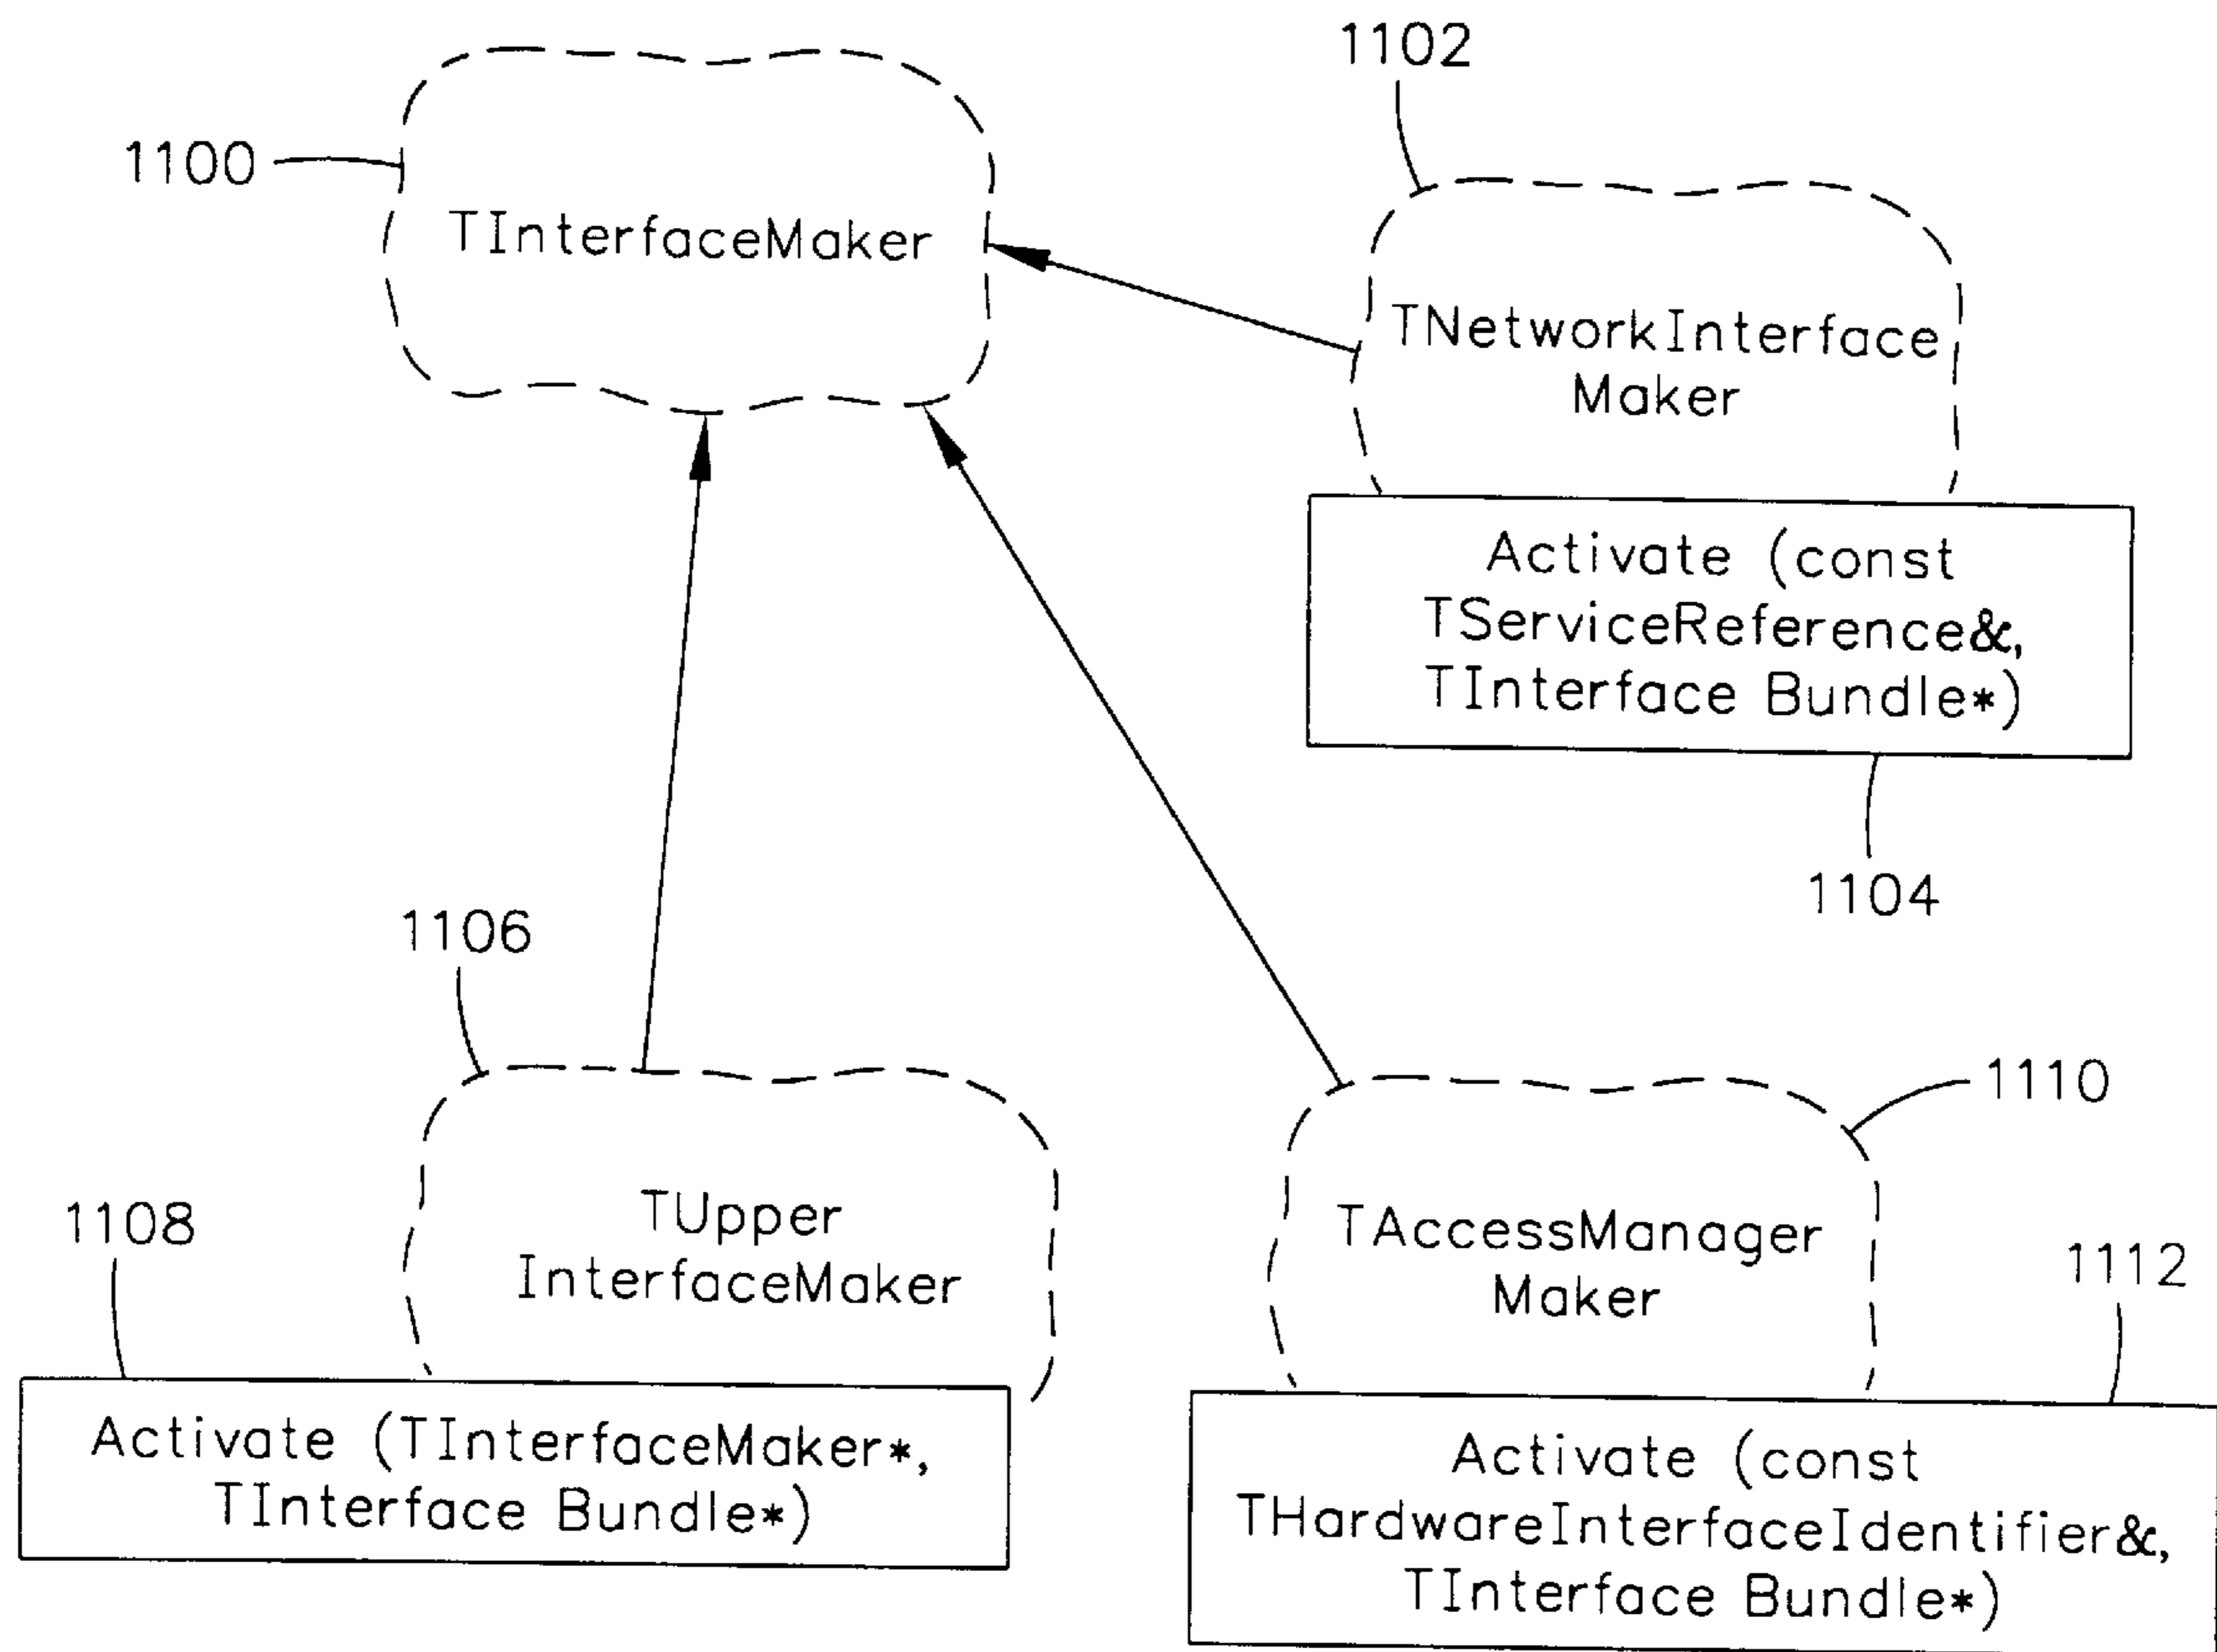 1102
1100
TInterfaceMaker
TNetworkInterface
Maker
Activate (const
TServiceReference&,
TInterface Bundle*)
1104
1106
1110
TUpper
InterfaceMaker
1108
TAccessManager
Maker
1112
Activate (TInterfaceMaker*,
TInterface Bundle*)
Activate (const
THardwareInterfaceIdentifier&,
TInterface Bundle*)